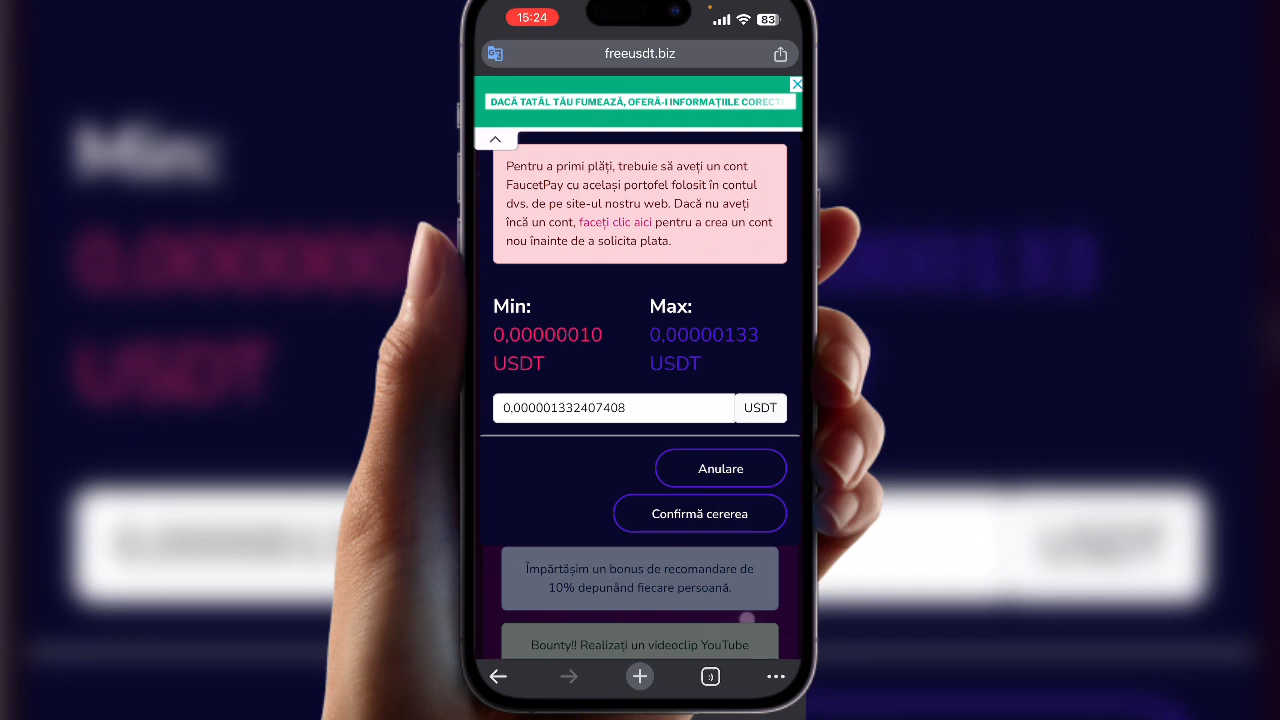 15:24
83
freeusdt.biz
DACĂ TATĂL TĂU FUMEAZĂ, OFERĂ-I INFORMAȚIILE CORECT
Pentru a primi plăți, trebuie să aveți un cont
FaucetPay cu același portofel folosit în contul
dvs. de pe site-ul nostru web. Dacă nu aveți
încă un cont, faceți clic aici pentru a crea un cont
nou înainte de a solicita plata.
Min: Max:
0,00000010 0,00000133
USDT USDT
0,000001332407408 USDT
Anulare
Confirmă cererea
Împărtășim un bonus de recomandare de
10% depunând fiecare persoană.
Bounty!! Realizați un videoclip YouTube
Min:
USDT